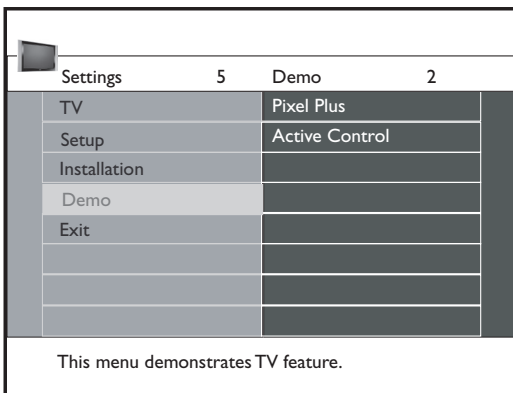 Settings 5 Demo 2
TV Pixel Plus
Setup Active Control
Installation
Demo
Exit
This menu demonstrates TV feature.